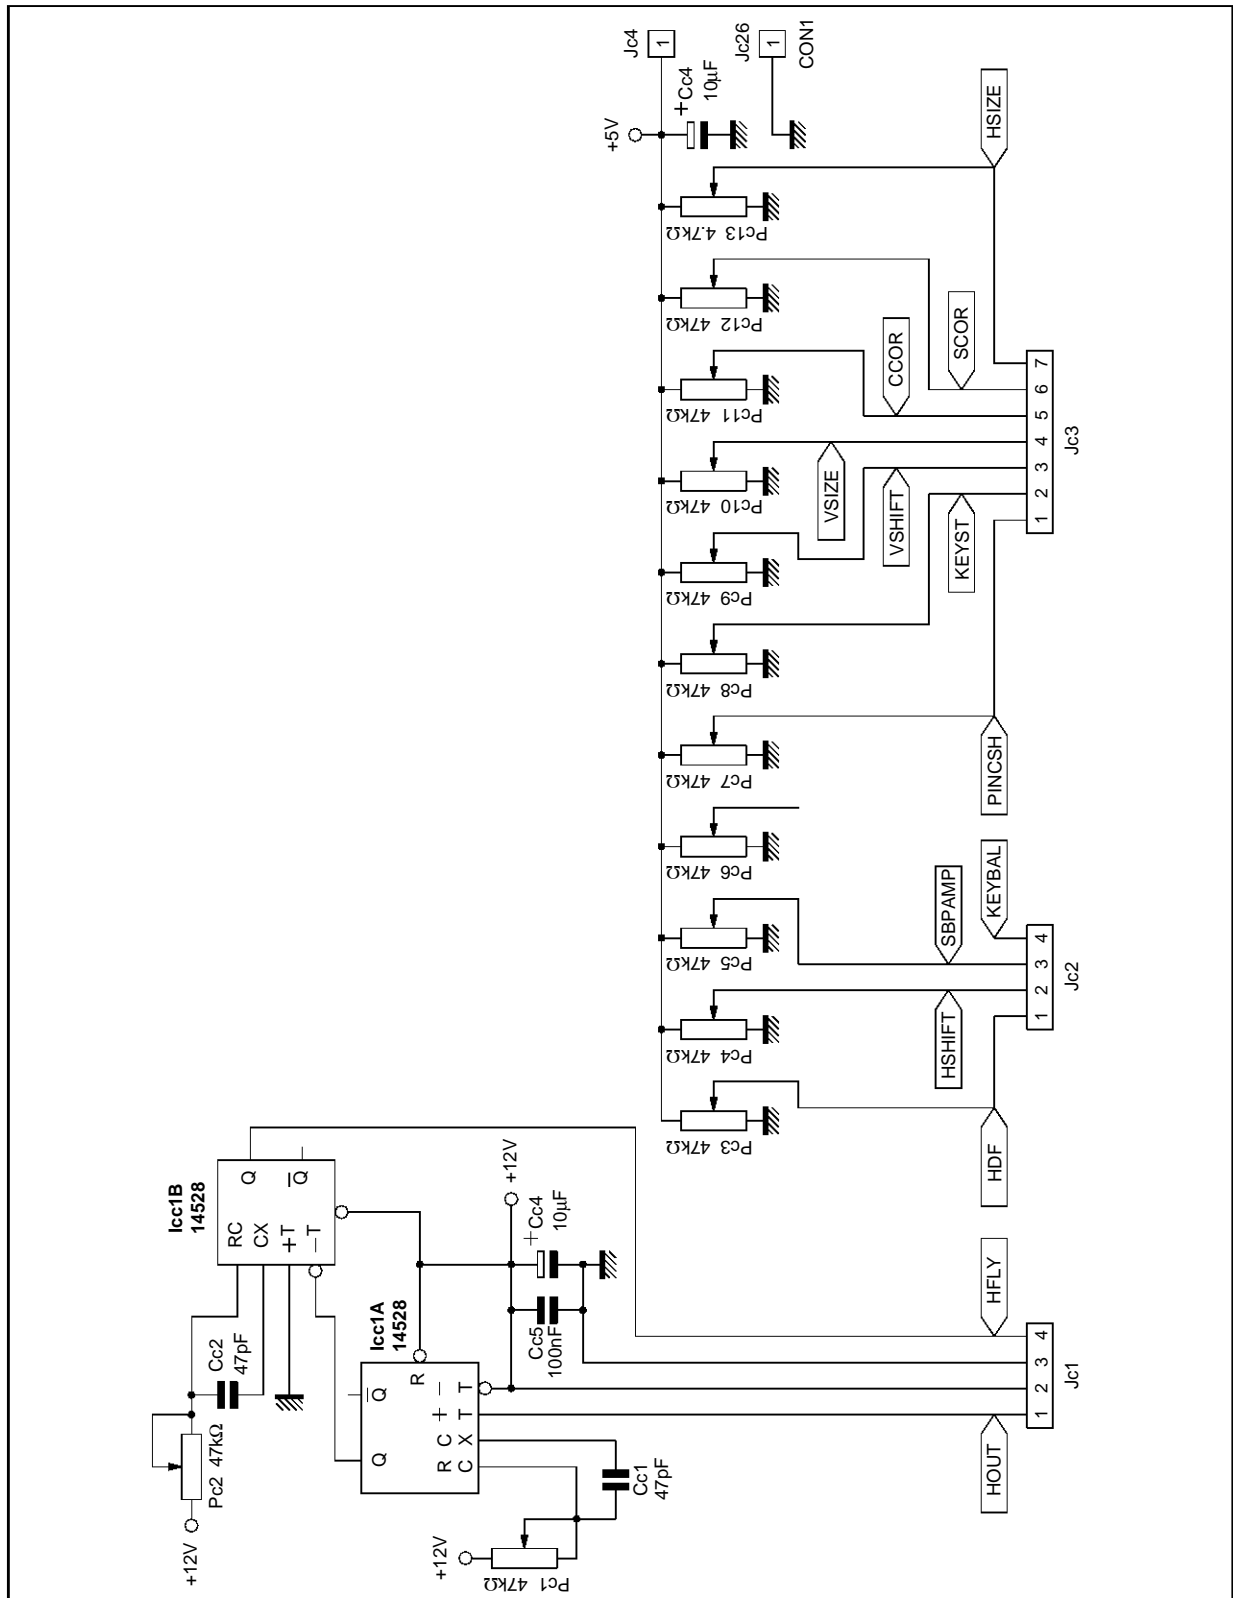 Jc4
1
+5V
+
Cc4
10µF
Jc26
1
CON1
HSIZE
Pc13 4.7kΩ
Pc12 47kΩ
Pc11 47kΩ
Pc10 47kΩ
Pc9 47kΩ
Pc8 47kΩ
Pc7 47kΩ
Pc6 47kΩ
Pc5 47kΩ
Pc4 47kΩ
Pc3 47kΩ
CCOR
SCOR
VSIZE
VSHIFT
KEYST
PINCSH
1 2 3 4 5 6 7
Jc3
KEYBAL
SBPAMP
HSHIFT
HDF
1 2 3 4
Jc2
Icc1B
14528
RC
CX
+T
−T
Q
Q
Cc2
47pF
Pc2 47kΩ
+12V
Icc1A
14528
R
Q
Q
R C
C X
+ T
− T
+12V
+
Cc4
10µF
Cc5
100nF
Cc1
47pF
+12V
Pc1 47kΩ
HFLY
HOUT
1 2 3 4
Jc1